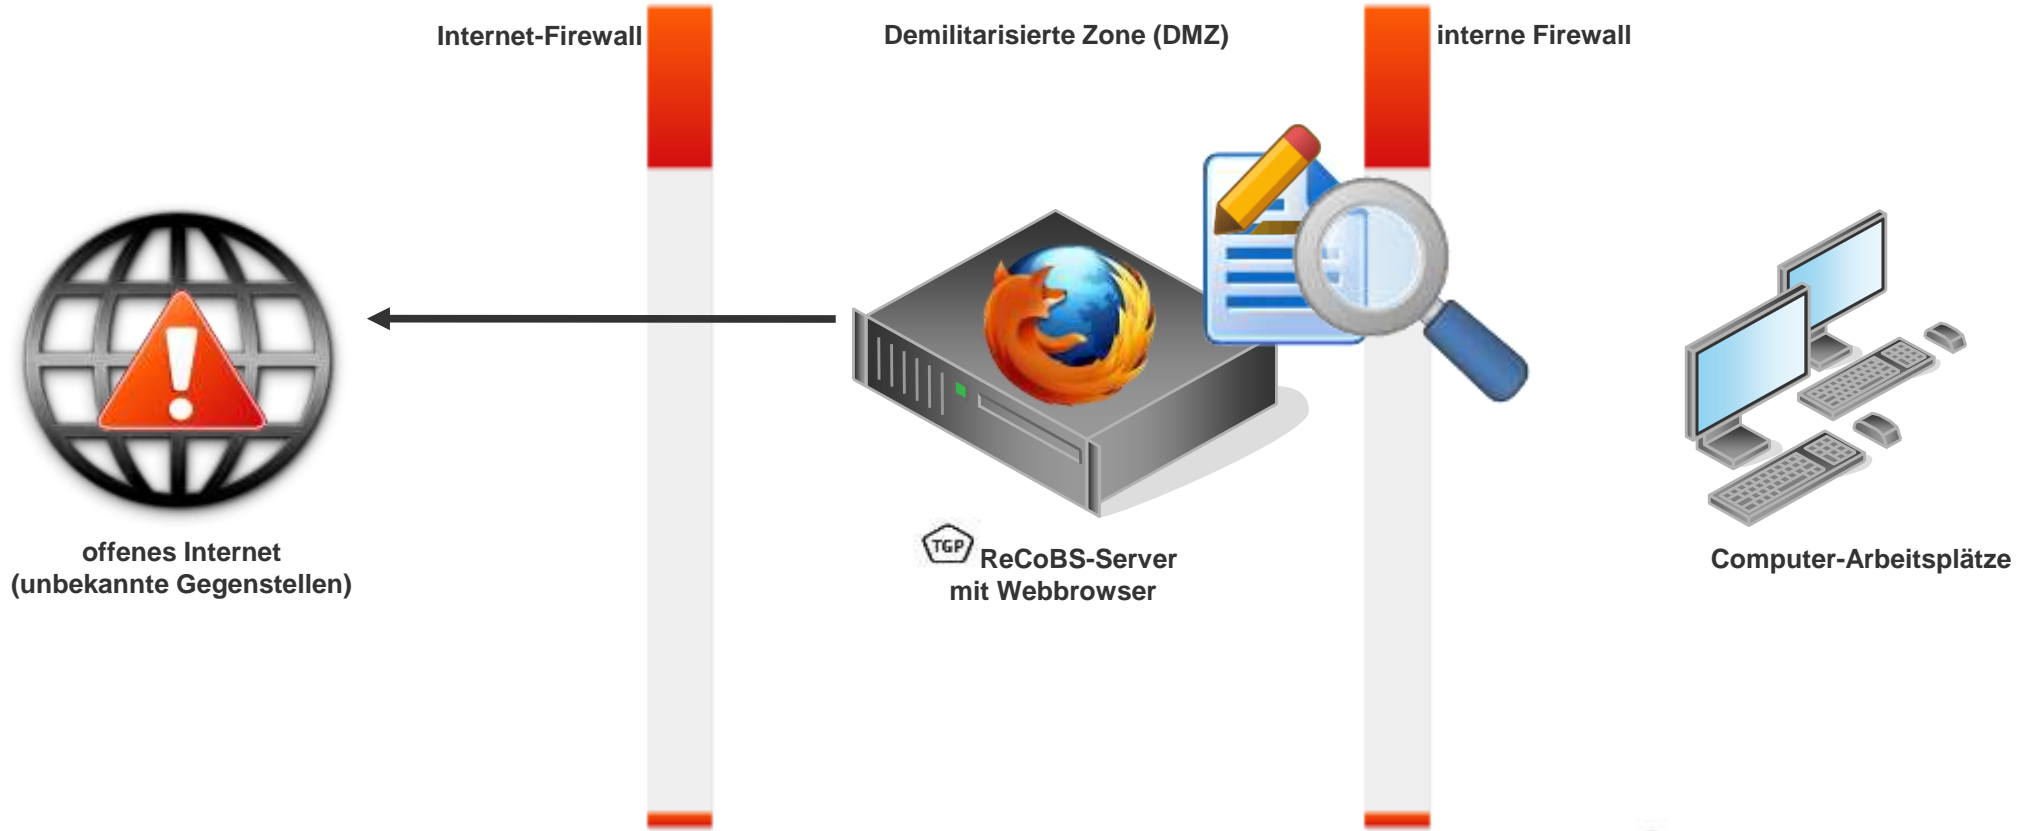 Internet-Firewall
Demilitarisierte Zone (DMZ)
interne Firewall
offenes Internet
(unbekannte Gegenstellen)
TGP
ReCoBS-Server
mit Webbrowser
Computer-Arbeitsplätze